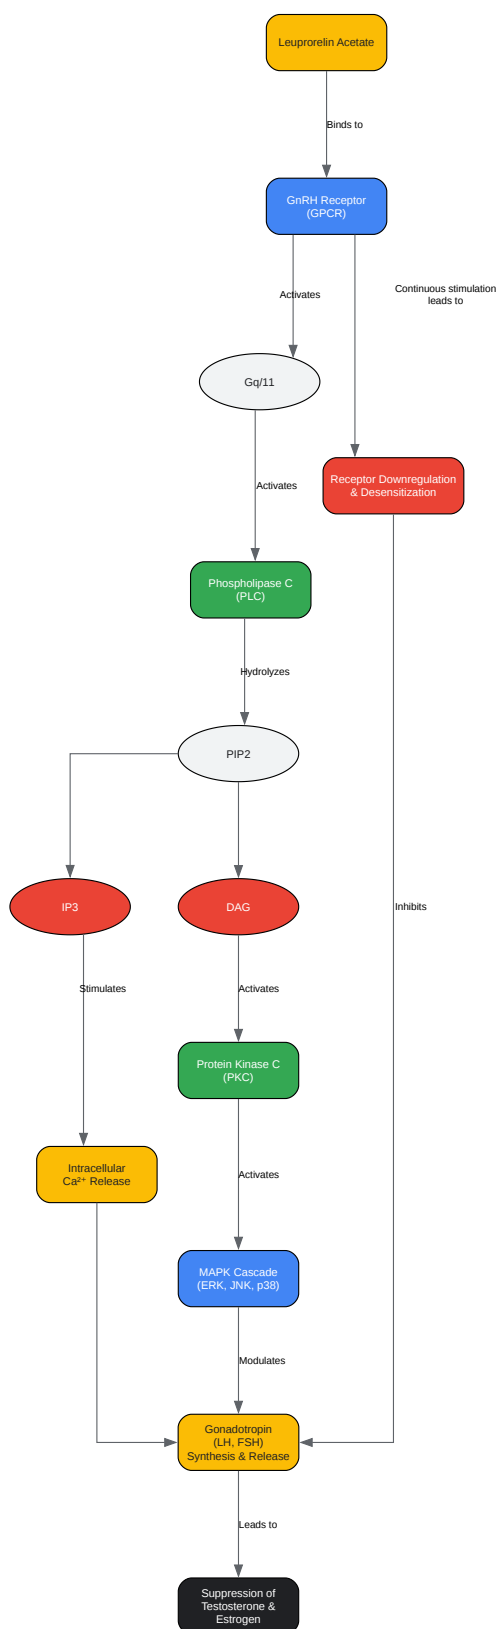 Leuprorelin Acetate
Binds to
GnRH Receptor
(GPCR)
Activates
Continuous stimulation
leads to
Gq/11
Activates
Receptor Downregulation
& Desensitization
Phospholipase C
(PLC)
Hydrolyzes
PIP2
IP3
DAG
Inhibits
Stimulates
Activates
Protein Kinase C
(PKC)
Intracellular
Ca²⁺ Release
Activates
MAPK Cascade
(ERK, JNK, p38)
Modulates
Gonadotropin
(LH, FSH)
Synthesis & Release
Leads to
Suppression of
Testosterone &
Estrogen